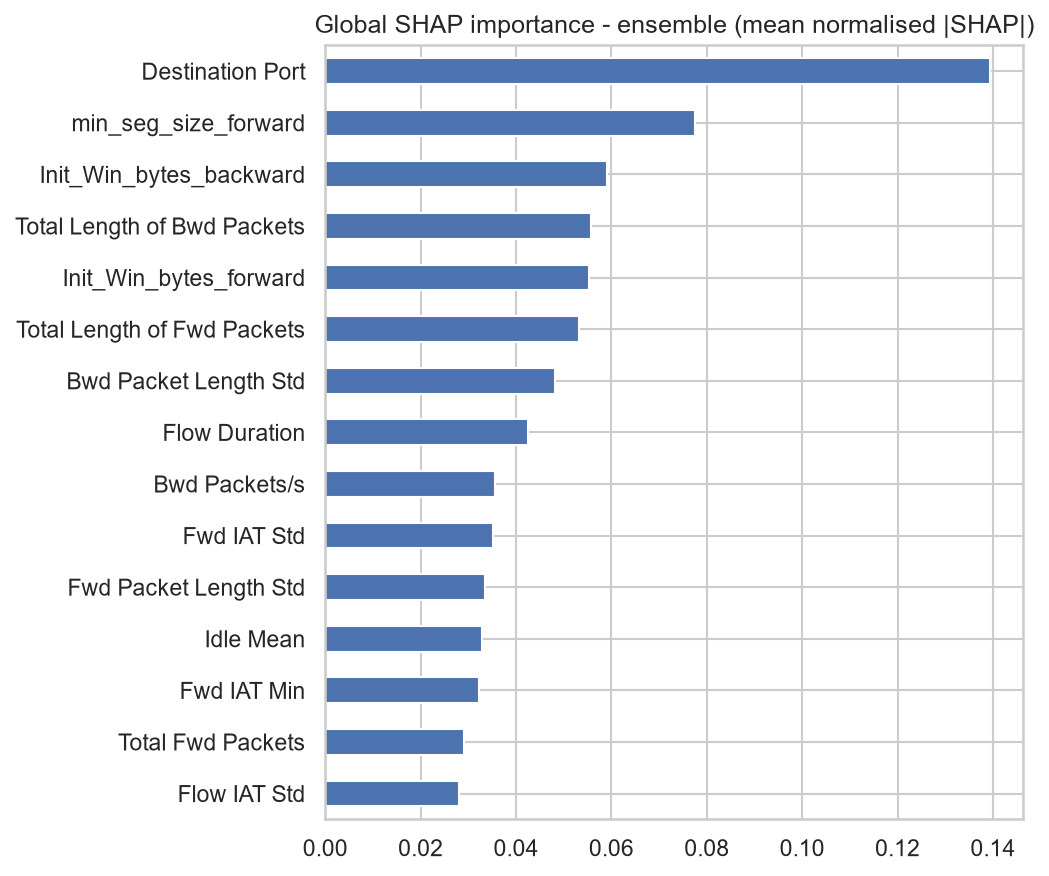 Global SHAP importance - ensemble (mean normalised |SHAP|)
Destination Port
min_seg_size_forward
Init_Win_bytes_backward
Total Length of Bwd Packets
Init_Win_bytes_forward
Total Length of Fwd Packets
Bwd Packet Length Std
Flow Duration
Bwd Packets/s
Fwd IAT Std
Fwd Packet Length Std
Idle Mean
Fwd IAT Min
Total Fwd Packets
Flow IAT Std
0.00 0.02 0.04 0.06 0.08 0.10 0.12 0.14